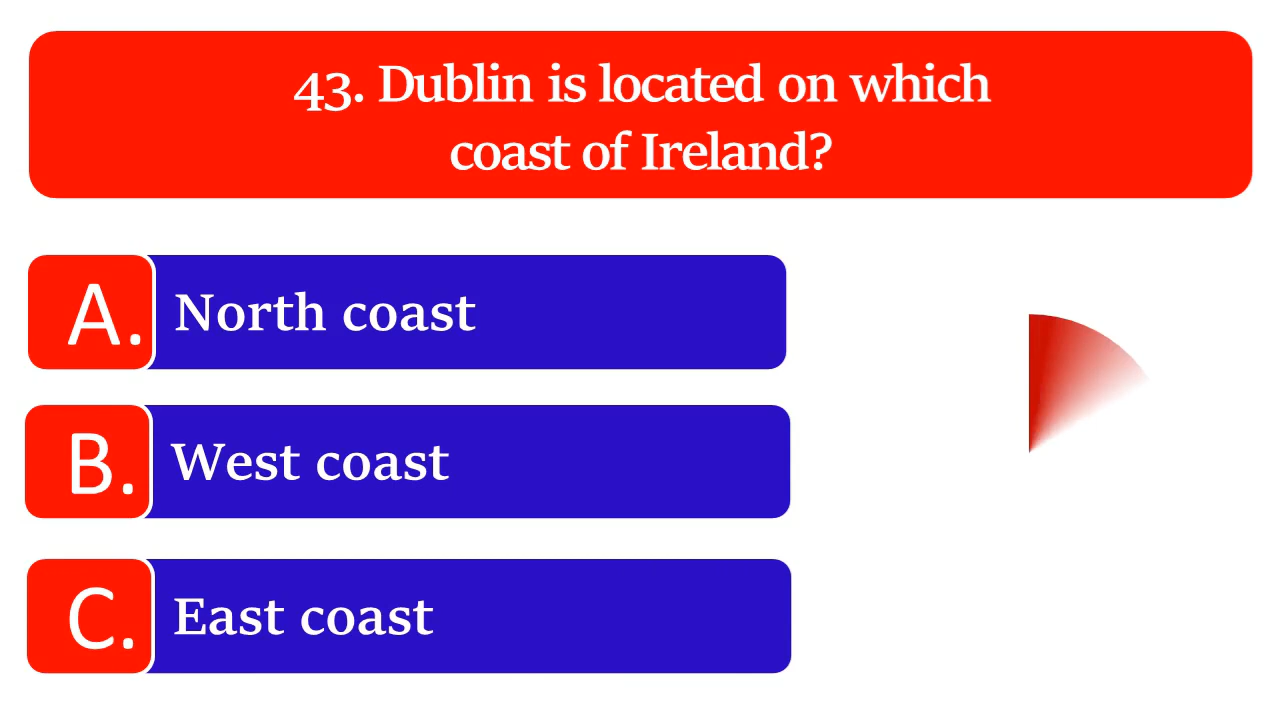 43. Dublin is located on which
coast of Ireland?
A. North coast
B. West coast
C. East coast